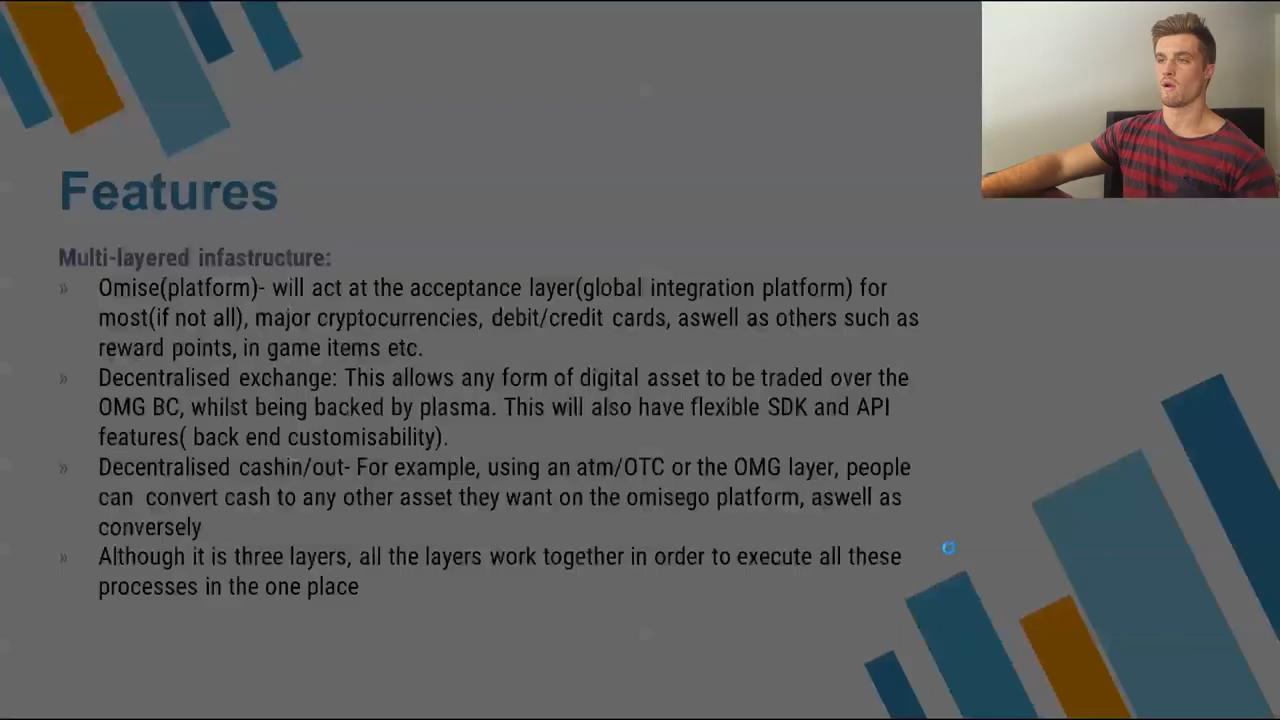 Features
Multi-layered infastructure:
» Omise(platform)- will act at the acceptance layer(global integration platform) for
most(if not all), major cryptocurrencies, debit/credit cards, aswell as others such as
reward points, in game items etc.
» Decentralised exchange: This allows any form of digital asset to be traded over the
OMG BC, whilst being backed by plasma. This will also have flexible SDK and API
features( back end customisability).
» Decentralised cashin/out- For example, using an atm/OTC or the OMG layer, people
can convert cash to any other asset they want on the omisego platform, aswell as
conversely
» Although it is three layers, all the layers work together in order to execute all these
processes in the one place